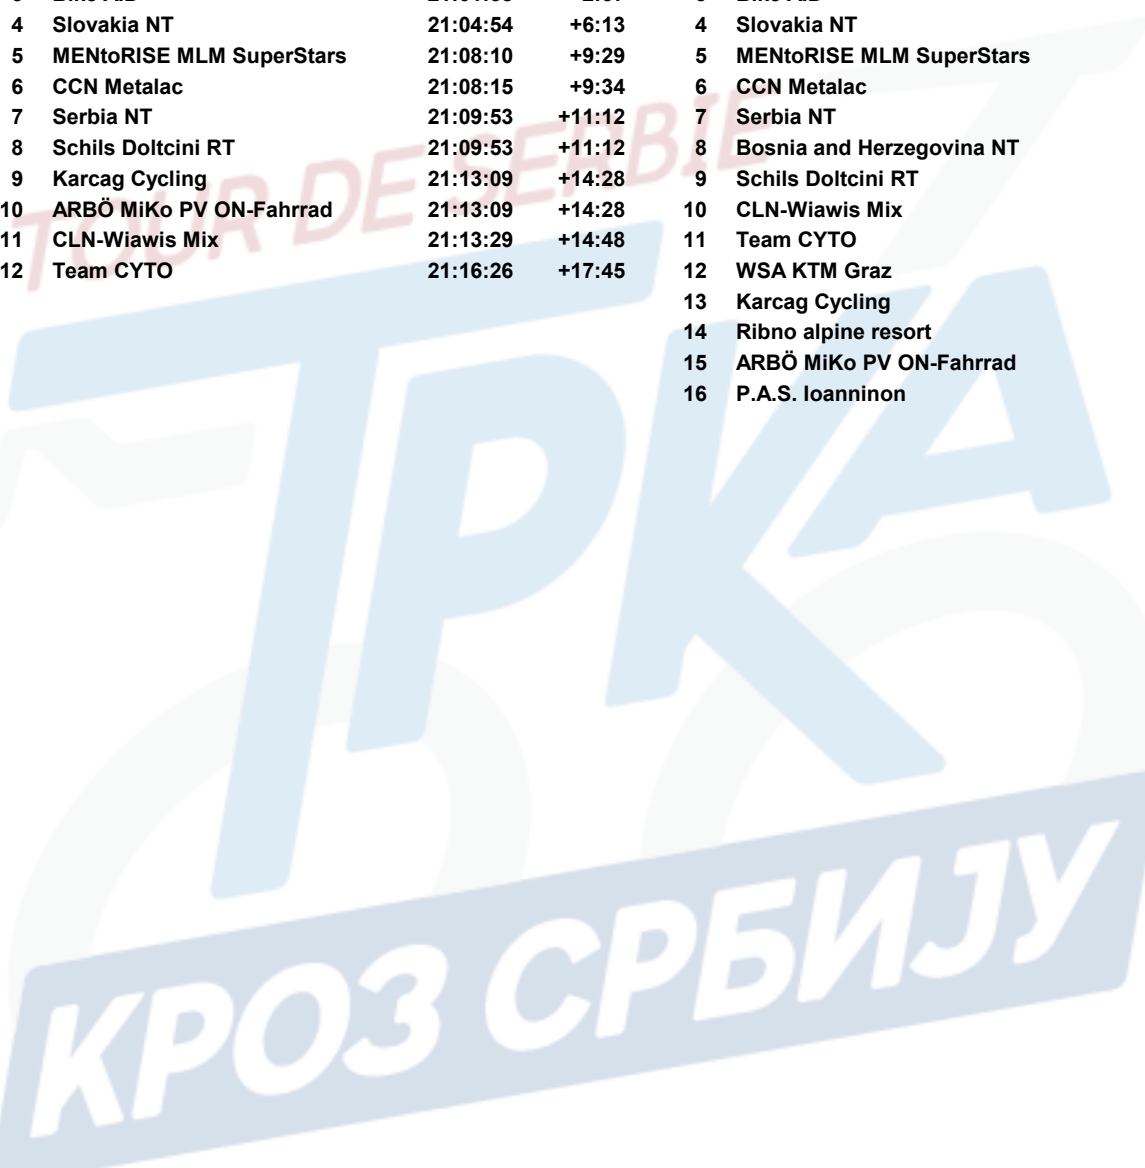 4 Slovakia NT 21:04:54 +6:13 4 Slovakia NT
5 MENtoRISE MLM SuperStars 21:08:10 +9:29 5 MENtoRISE MLM SuperStars
6 CCN Metalac 21:08:15 +9:34 6 CCN Metalac
7 Serbia NT 21:09:53 +11:12 7 Serbia NT
8 Schils Doltcini RT 21:09:53 +11:12 8 Bosnia and Herzegovina NT
9 Karcag Cycling 21:13:09 +14:28 9 Schils Doltcini RT
10 ARBÖ MiKo PV ON-Fahrrad 21:13:09 +14:28 10 CLN-Wiawis Mix
11 CLN-Wiawis Mix 21:13:29 +14:48 11 Team CYTO
12 Team CYTO 21:16:26 +17:45 12 WSA KTM Graz
13 Karcag Cycling
14 Ribno alpine resort
15 ARBÖ MiKo PV ON-Fahrrad
16 P.A.S. Ioanninon
TOUR DE SERBIE
ТРКА
КРОЗ СРБИЈУ